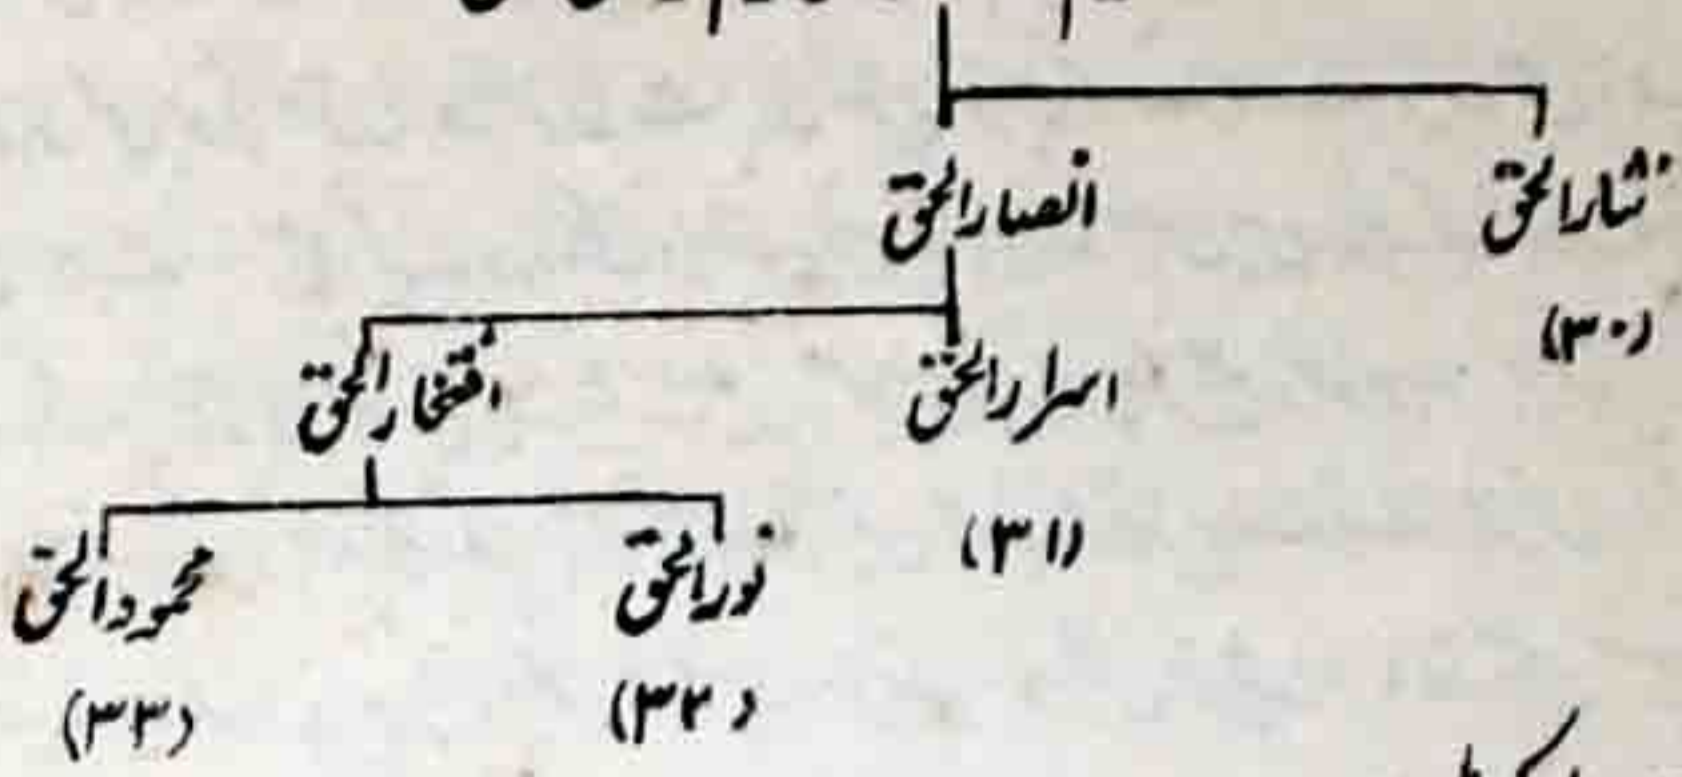 نثارالحق انصارالحق
(۳۰)
اسرارالحق افتخارالحق
(۳۱)
نورالحق محمودالحق
(۳۲) (۳۳)